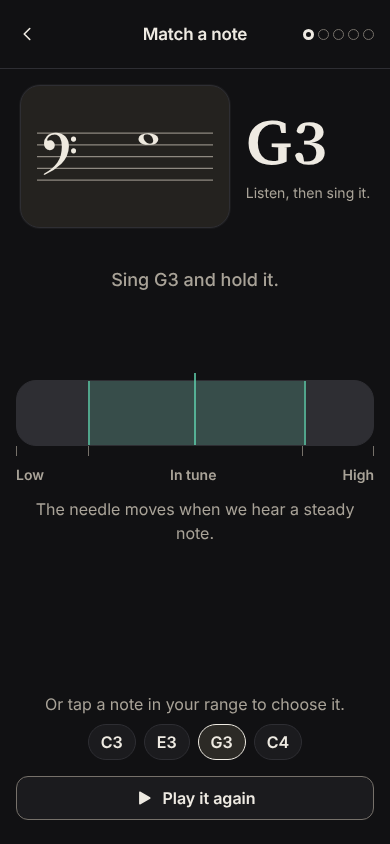 Match a note
G3
Listen, then sing it.
Sing G3 and hold it.
Low In tune High
The needle moves when we hear a steady
note.
Or tap a note in your range to choose it.
C3 E3 G3 C4
Play it again